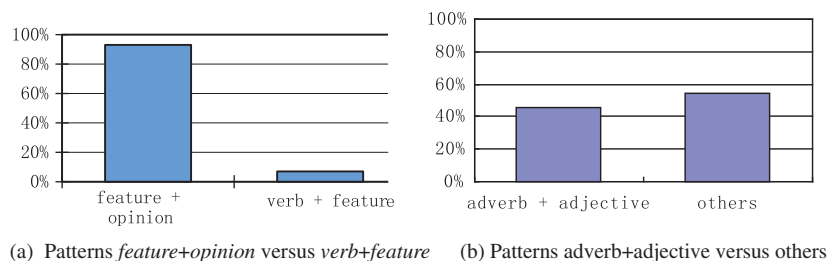 100%
80%
60%
40%
20%
0%
feature +
opinion
verb + feature
100%
80%
60%
40%
20%
0%
adverb + adjective
others
(a) Patterns feature+opinion versus verb+feature
(b) Patterns adverb+adjective versus others